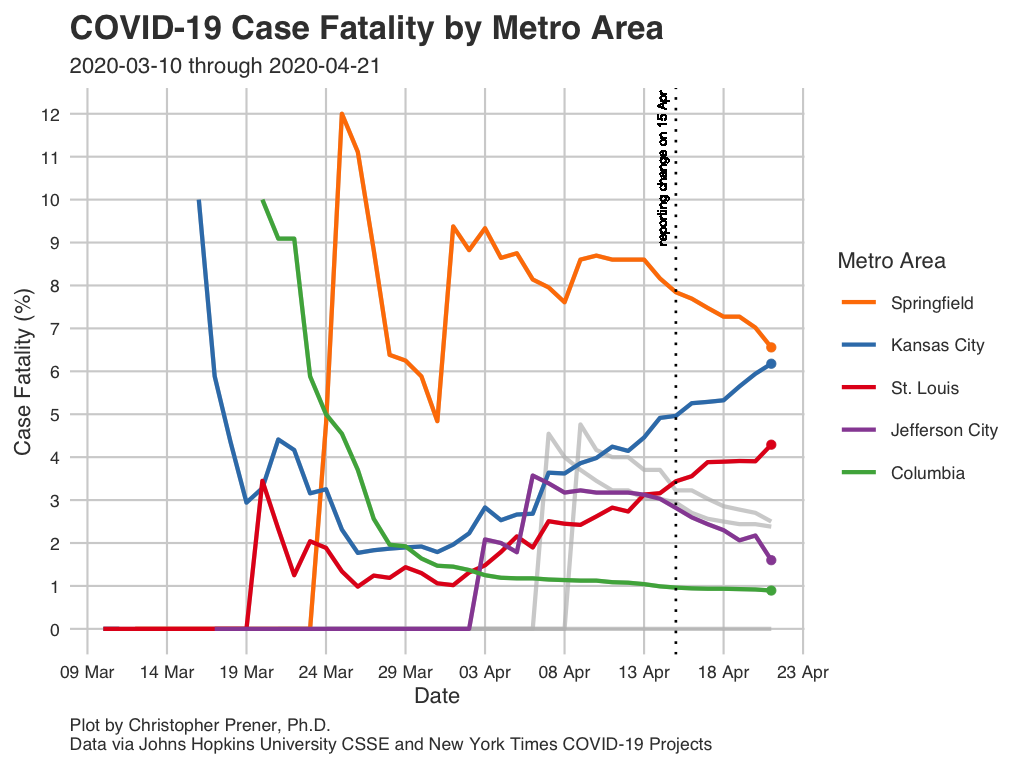 COVID-19 Case Fatality by Metro Area
2020-03-10 through 2020-04-21
reporting change on 15 Apr
12
11
10
9
8
7
6
5
4
3
2
1
0
Case Fatality (%)
09 Mar
14 Mar
19 Mar
24 Mar
29 Mar
03 Apr
08 Apr
13 Apr
18 Apr
23 Apr
Date
Metro Area
Springfield
Kansas City
St. Louis
Jefferson City
Columbia
Plot by Christopher Prener, Ph.D.
Data via Johns Hopkins University CSSE and New York Times COVID-19 Projects